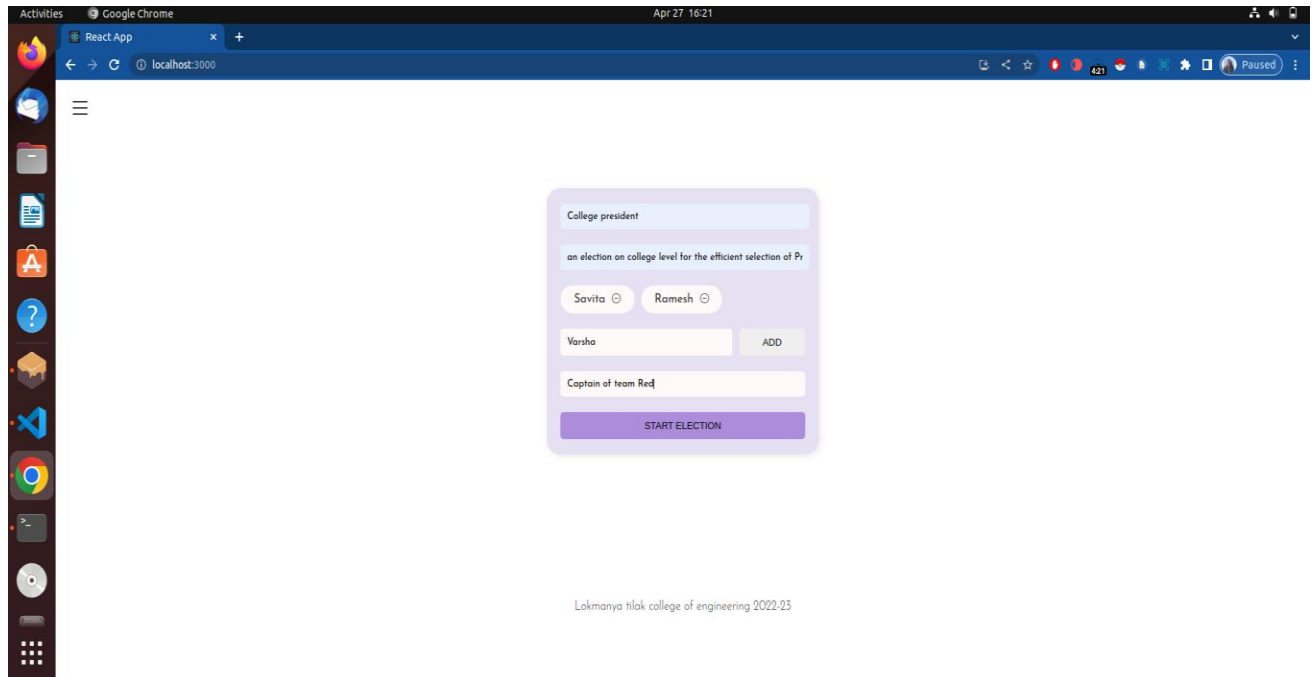 Activities Google Chrome Apr 27 16:21
React App
localhost:3000 421 Paused
College president
an election on college level for the efficient selection of Pr
Savita Ramesh
Varsha ADD
Captain of team Red
START ELECTION
Lokmanya tilak college of engineering 2022-23